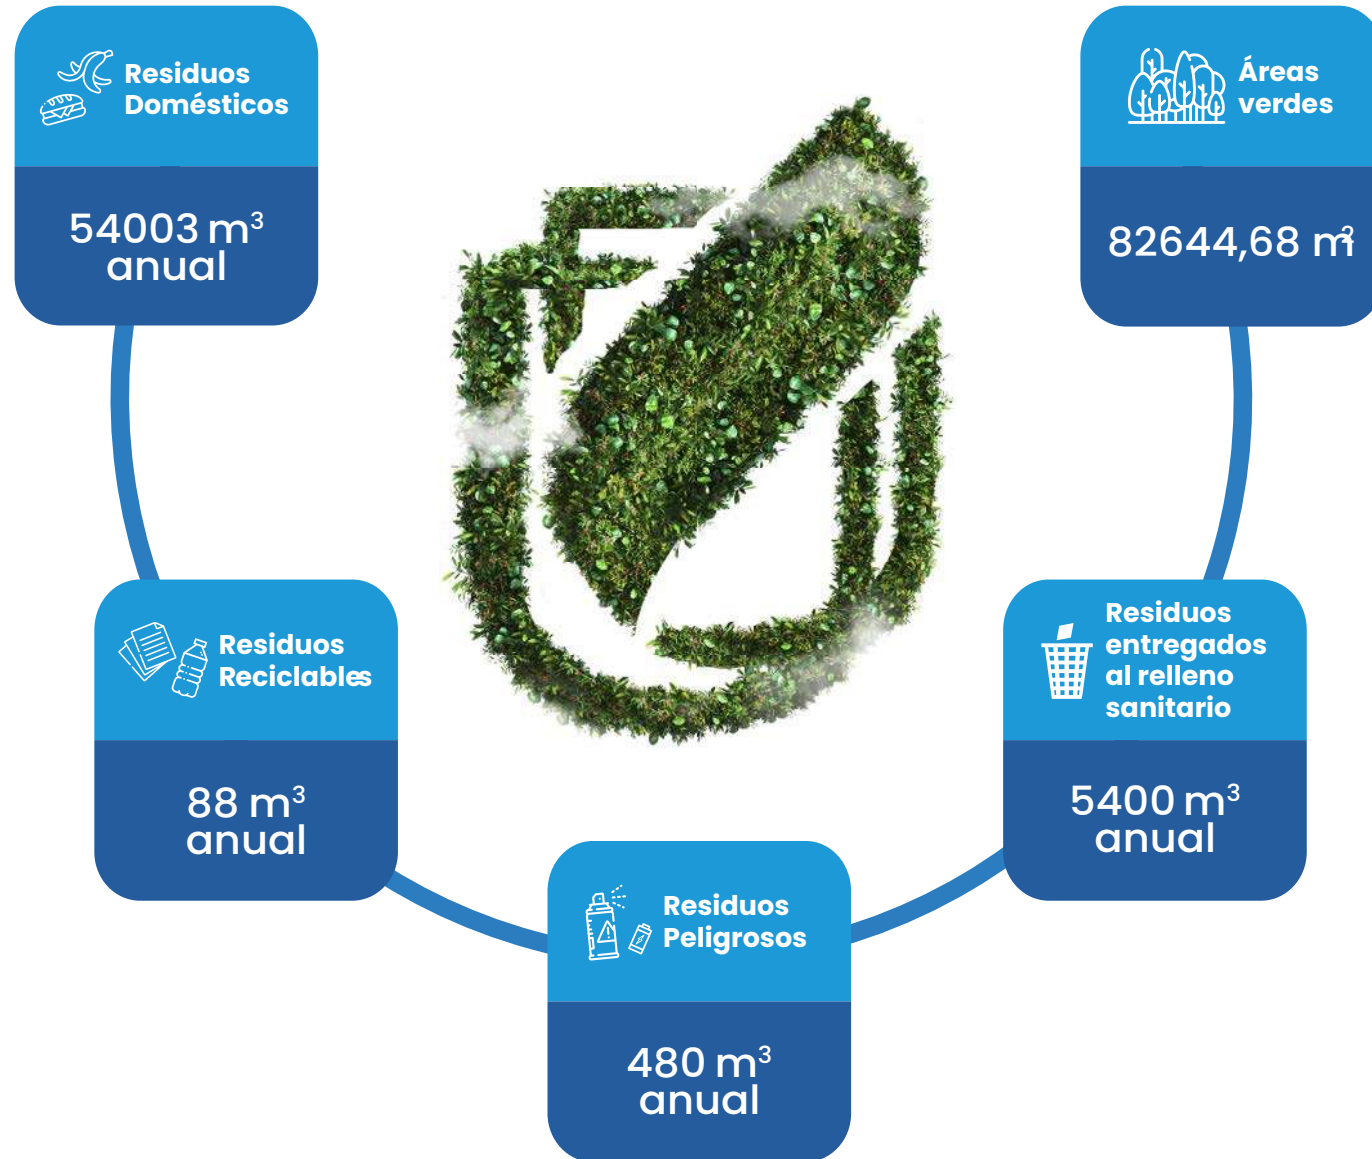 Residuos
Domésticos
54003 m³
anual
Áreas
verdes
82644,68 m²
Residuos
Reciclables
88 m³
anual
Residuos
entregados
al relleno
sanitario
5400 m³
anual
Residuos
Peligrosos
480 m³
anual